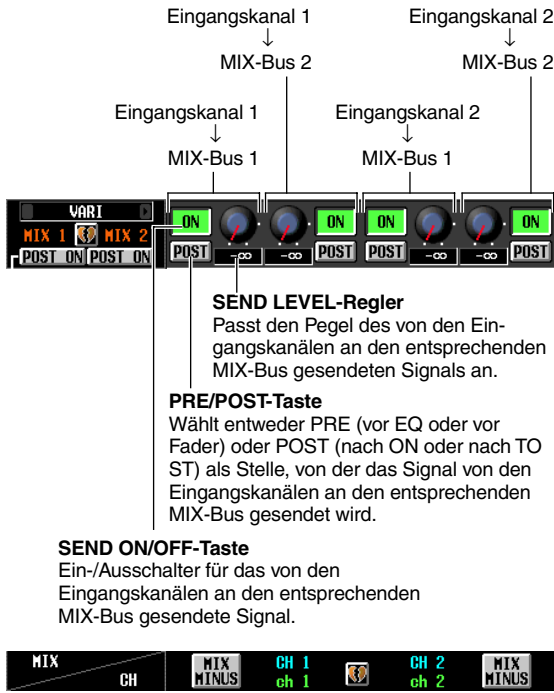 Eingangskanal 1 Eingangskanal 2
↓ ↓
MIX-Bus 2 MIX-Bus 2
Eingangskanal 1 Eingangskanal 2
↓ ↓
MIX-Bus 1 MIX-Bus 1
VARI
MIX 1 MIX 2
POST ON POST ON
ON ON ON ON
POST -∞ -∞ POST POST -∞ -∞ POST
SEND LEVEL-Regler
Passt den Pegel des von den Ein-
gangskanälen an den entsprechenden
MIX-Bus gesendeten Signals an.
PRE/POST-Taste
Wählt entweder PRE (vor EQ oder vor
Fader) oder POST (nach ON oder nach TO
ST) als Stelle, von der das Signal von den
Eingangskanälen an den entsprechenden
MIX-Bus gesendet wird.
SEND ON/OFF-Taste
Ein-/Ausschalter für das von den
Eingangskanälen an den entsprechenden
MIX-Bus gesendete Signal.
MIX CH
MIX MINUS
CH 1
ch 1
CH 2
ch 2
MIX MINUS